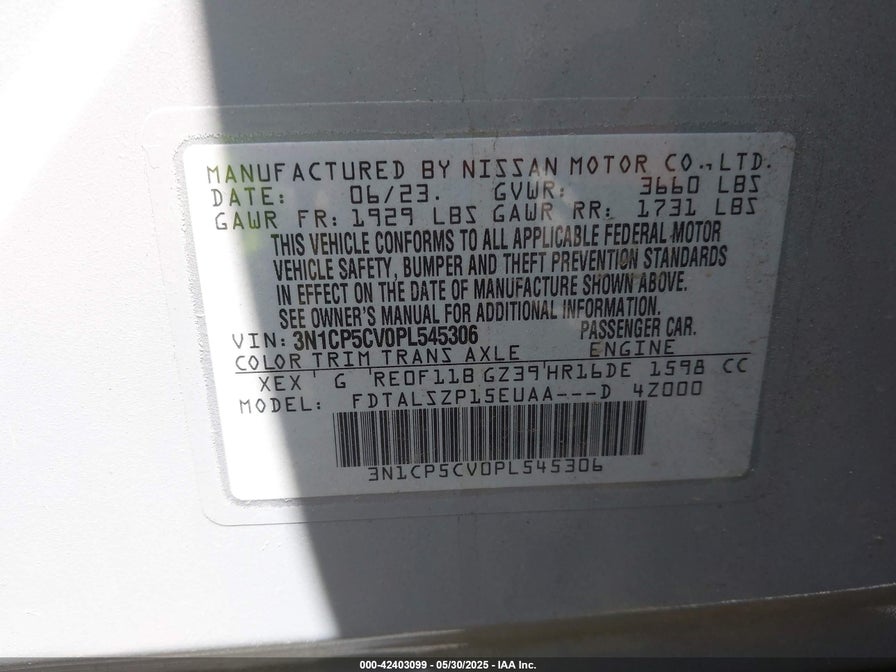 MANUFACTURED BY NISSAN MOTOR CO.,LTD.
DATE: 06/23. GVWR: 3660 LBS
GAWR FR: 1929 LBS GAWR RR: 1731 LBS
THIS VEHICLE CONFORMS TO ALL APPLICABLE FEDERAL MOTOR
VEHICLE SAFETY, BUMPER AND THEFT PREVENTION STANDARDS
IN EFFECT ON THE DATE OF MANUFACTURE SHOWN ABOVE.
SEE OWNER'S MANUAL FOR ADDITIONAL INFORMATION.
VIN: 3N1CP5CV0PL545306 PASSENGER CAR.
COLOR TRIM TRANS AXLE ENGINE
XEX G RE0F11B GZ39 HR16DE 1598 CC
MODEL: FDTALSZP15EUAA---D 4Z000
3N1CP5CV0PL545306
000-42403099 - 05/30/2025 - IAA Inc.